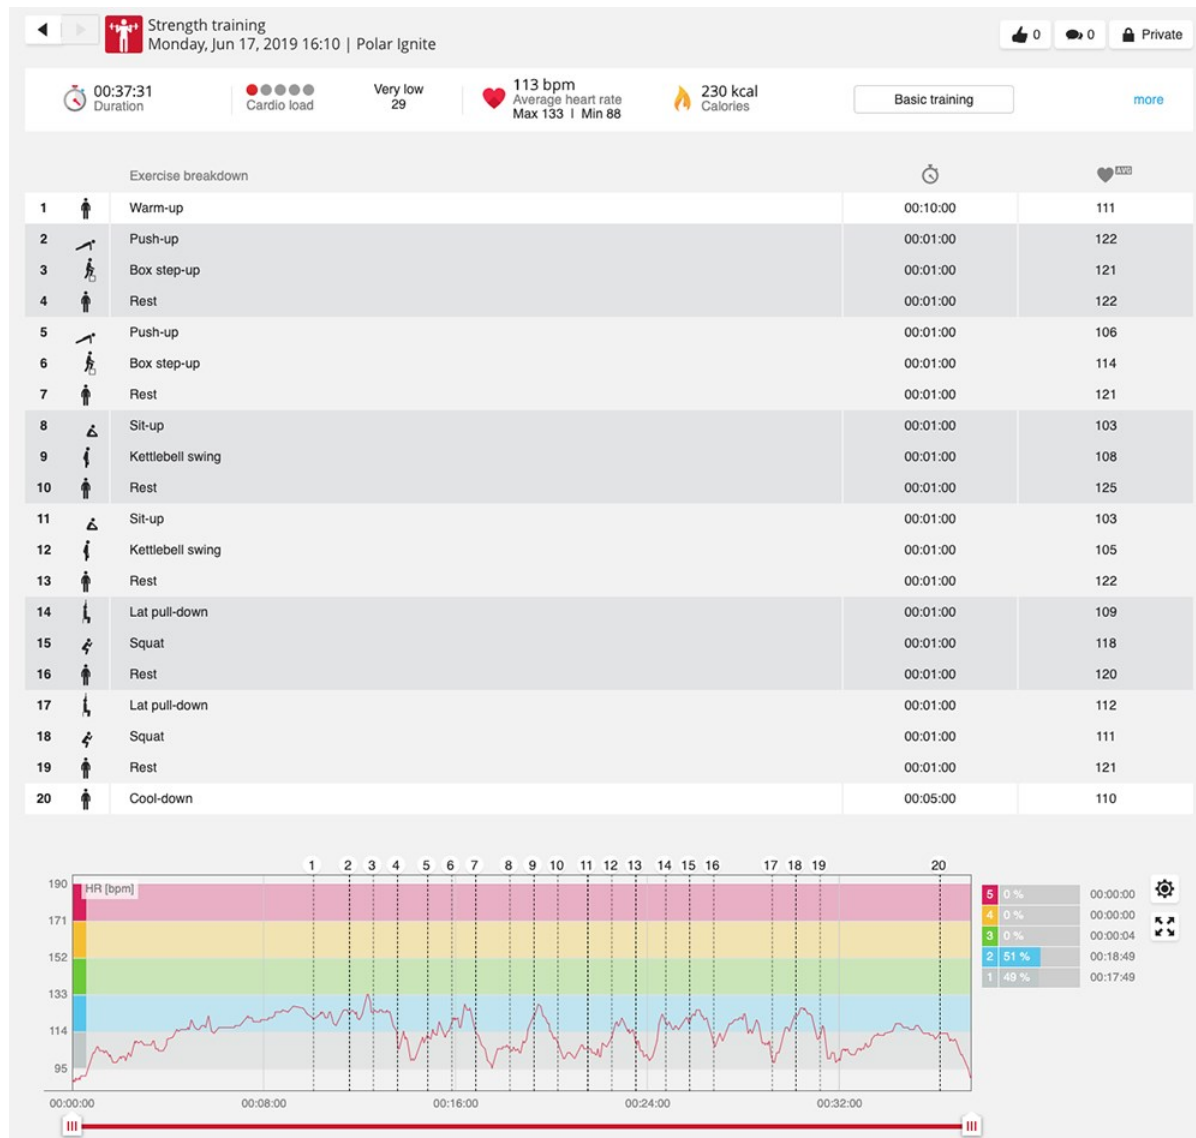 Strength training
Monday, Jun 17, 2019 16:10 | Polar Ignite
0 0 Private
00:37:31
Duration
Cardio load
Very low
29
113 bpm
Average heart rate
Max 133 | Min 88
230 kcal
Calories
Basic training
more
Exercise breakdown AVG
1 Warm-up 00:10:00 111
2 Push-up 00:01:00 122
3 Box step-up 00:01:00 121
4 Rest 00:01:00 122
5 Push-up 00:01:00 106
6 Box step-up 00:01:00 114
7 Rest 00:01:00 121
8 Sit-up 00:01:00 103
9 Kettlebell swing 00:01:00 108
10 Rest 00:01:00 125
11 Sit-up 00:01:00 103
12 Kettlebell swing 00:01:00 105
13 Rest 00:01:00 122
14 Lat pull-down 00:01:00 109
15 Squat 00:01:00 118
16 Rest 00:01:00 120
17 Lat pull-down 00:01:00 112
18 Squat 00:01:00 111
19 Rest 00:01:00 121
20 Cool-down 00:05:00 110
1 2 3 4 5 6 7 8 9 10 11 12 13 14 15 16 17 18 19 20
HR [bpm]
190
171
152
133
114
95
00:00:00 00:08:00 00:16:00 00:24:00 00:32:00
5 0 % 00:00:00
4 0 % 00:00:00
3 0 % 00:00:04
2 51 % 00:18:49
1 49 % 00:17:49